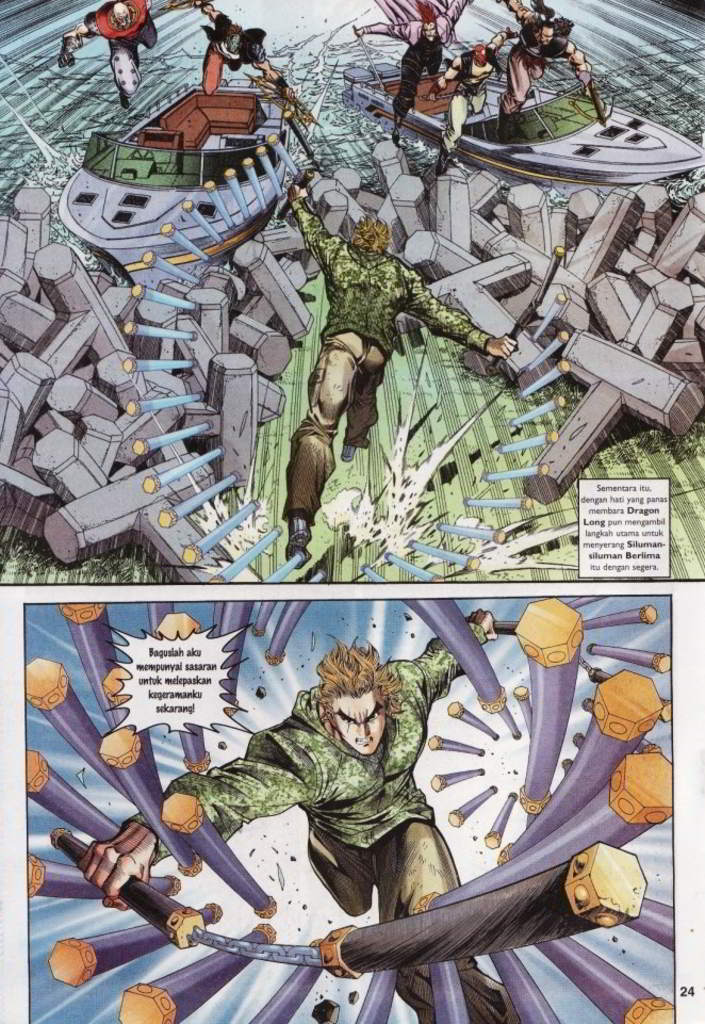 Sementara itu,
dengan hati yang panas
membara Dragon
Long pun mengambil
langkah utama untuk
menyerang Siluman-
siluman Berlima
itu dengan segera.
Baguslah aku
mempunyai sasaran
untuk melepaskan
kegeramanku
sekarang!
24